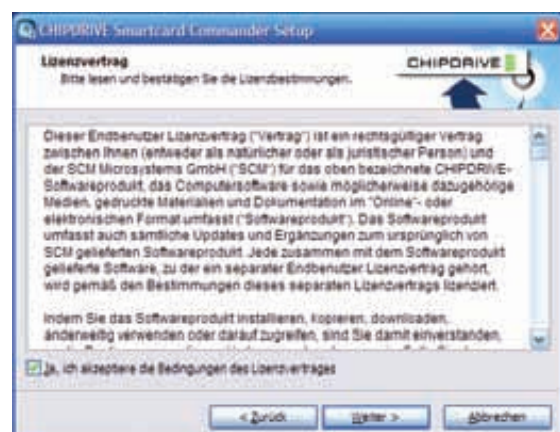 CHIPDRIVE Smartcard Commander Setup
Lizenzvertrag
Bitte lesen und bestätigen Sie die Lizenzbestimmungen.
CHIPDRIVE
Dieser Endbenutzer Lizenzvertrag ("Vertrag") ist ein rechtsgültiger Vertrag
zwischen Ihnen (entweder als natürlicher oder als juristischer Person) und
der SCM Microsystems GmbH ("SCM") für das oben bezeichnete CHIPDRIVE-
Softwareprodukt, das Computersoftware sowie möglicherweise dazugehörige
Medien, gedruckte Materialien und Dokumentation im "Online"- oder
elektronischen Format umfasst ("Softwareprodukt"). Das Softwareprodukt
umfasst auch sämtliche Updates und Ergänzungen zum ursprünglich von
SCM gelieferten Softwareprodukt. Jede zusammen mit dem Softwareprodukt
gelieferte Software, zu der ein separater Endbenutzer Lizenzvertrag gehört,
wird gemäß den Bestimmungen dieses separaten Lizenzvertrags lizenziert.
Indem Sie das Softwareprodukt installieren, kopieren, downloaden,
anderweitig verwenden oder darauf zugreifen, sind Sie damit einverstanden,
Ja, ich akzeptiere die Bedingungen des Lizenzvertrages
< Zurück
Weiter >
Abbrechen